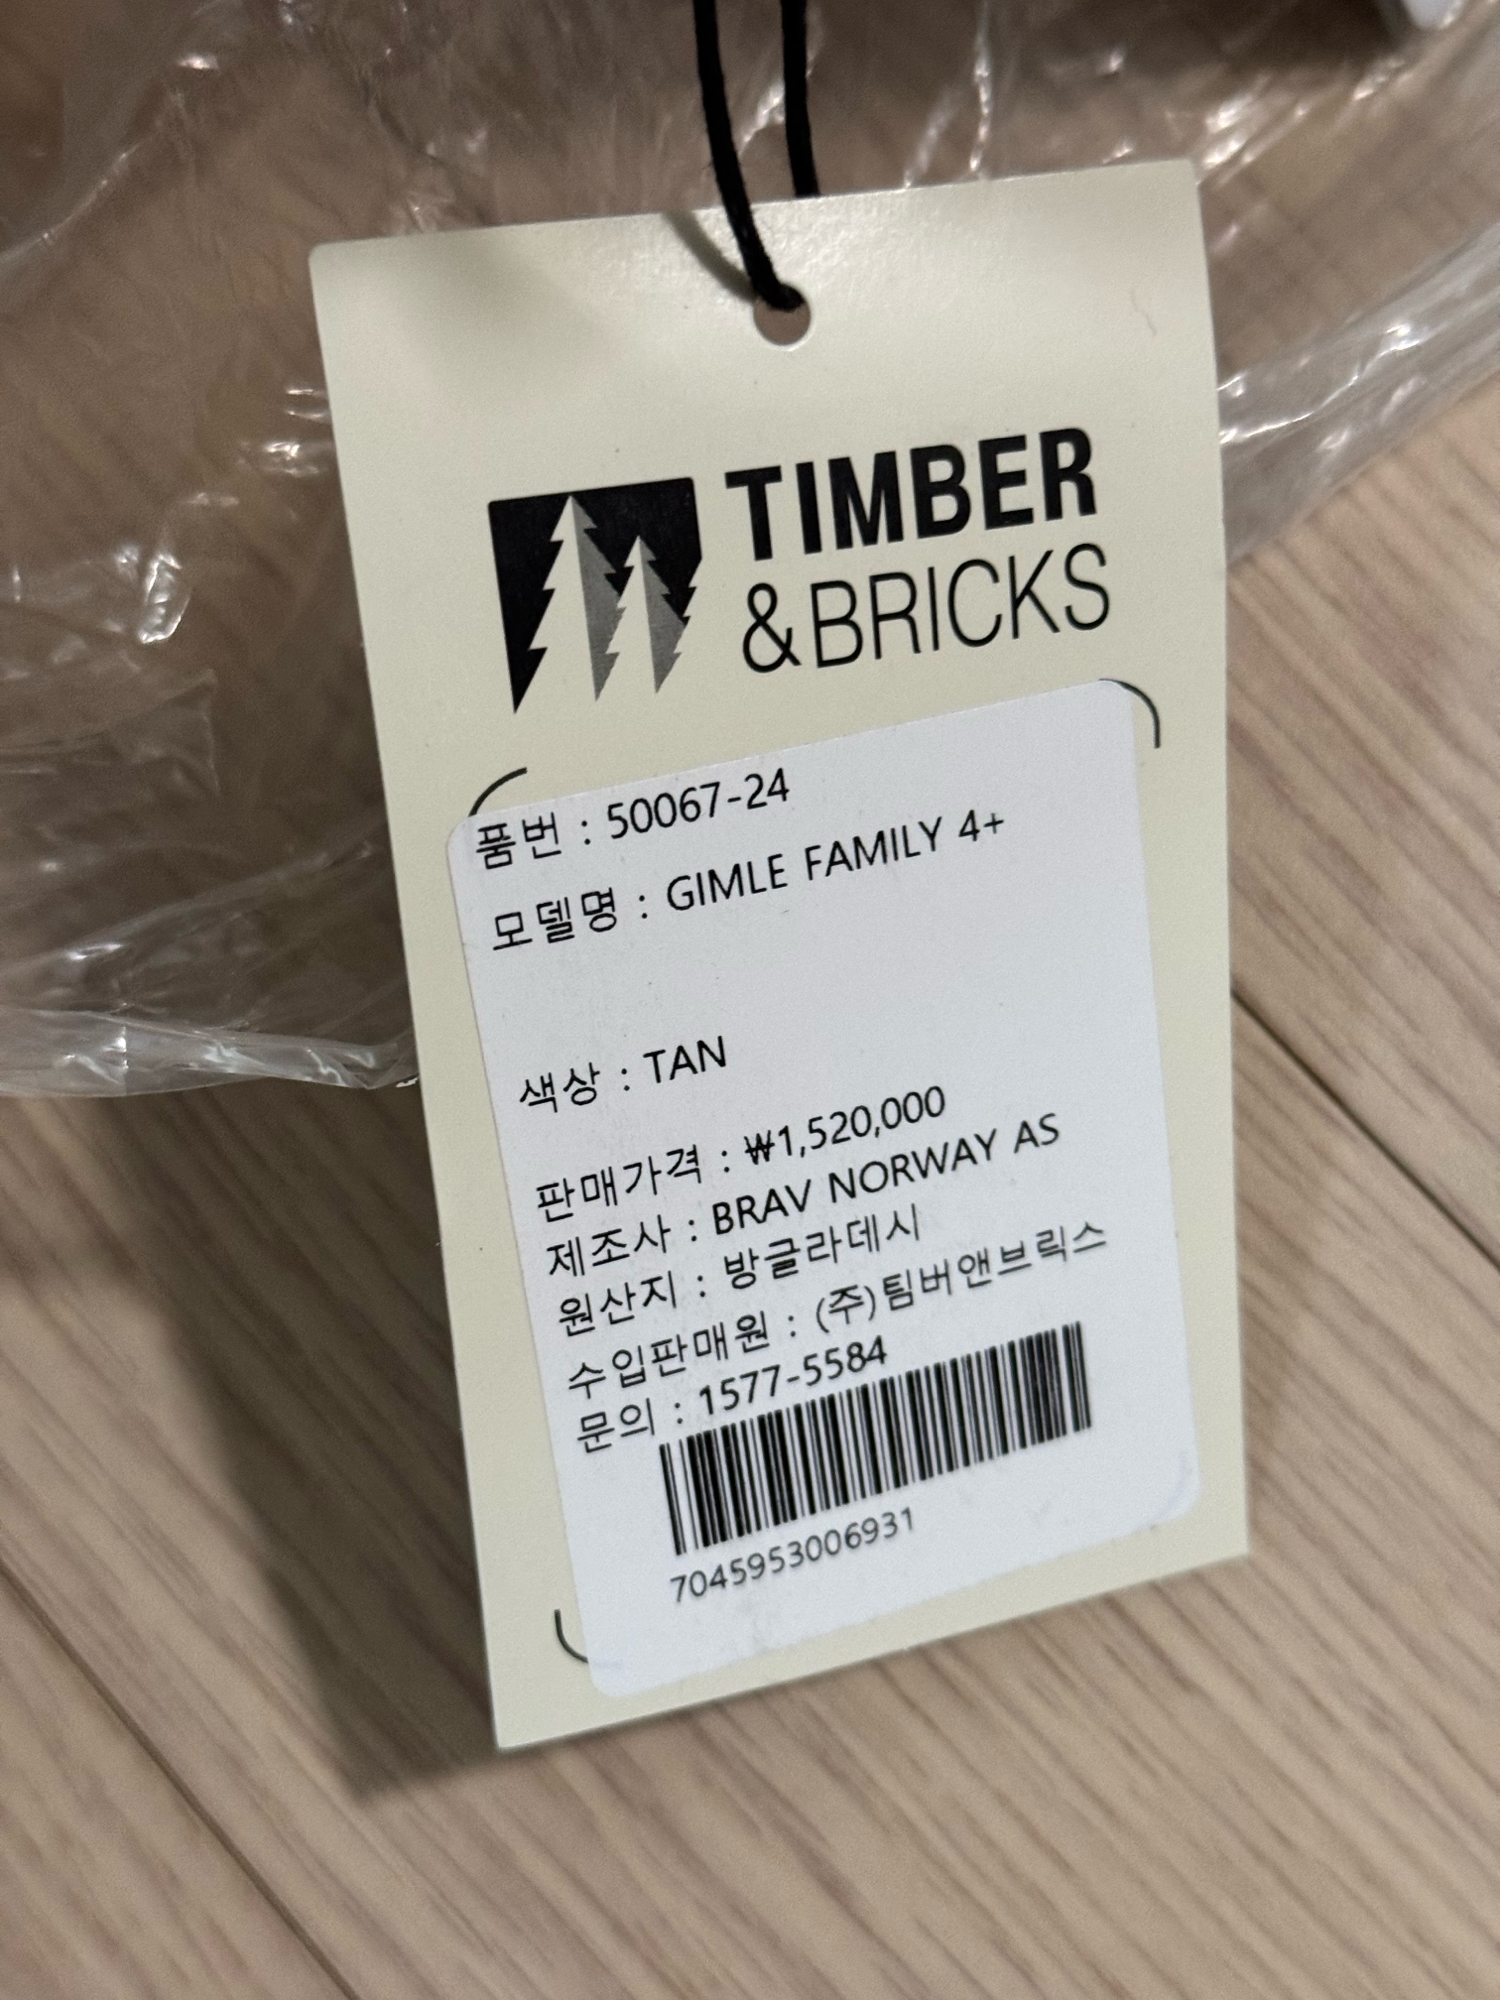 TIMBER
&BRICKS
품번 : 50067-24
모델명 : GIMLE FAMILY 4+
색상 : TAN
판매가격 : ₩1,520,000
제조사 : BRAV NORWAY AS
원산지 : 방글라데시
수입판매원 : (주)팀버앤브릭스
문의 : 1577-5584
7045953006931